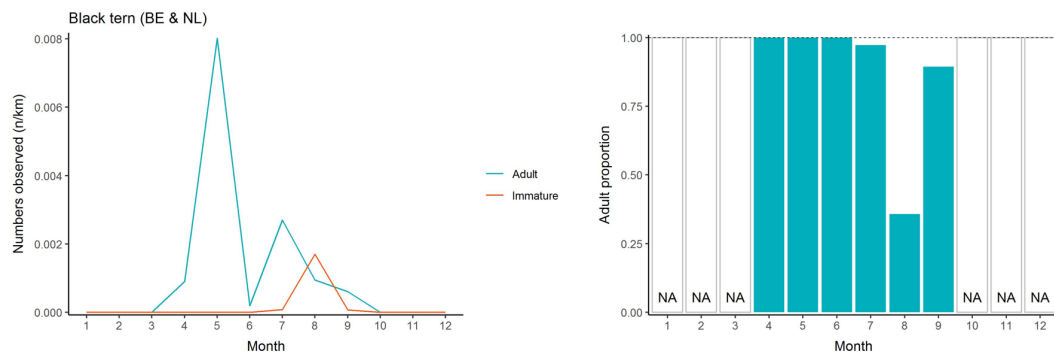 Black tern (BE & NL)
Numbers observed (n/km)
0.008
0.006
0.004
0.002
0.000
1 2 3 4 5 6 7 8 9 10 11 12
Month
Adult
Immature
Adult proportion
1.00
0.75
0.50
0.25
0.00
NA NA NA NA NA NA
1 2 3 4 5 6 7 8 9 10 11 12
Month